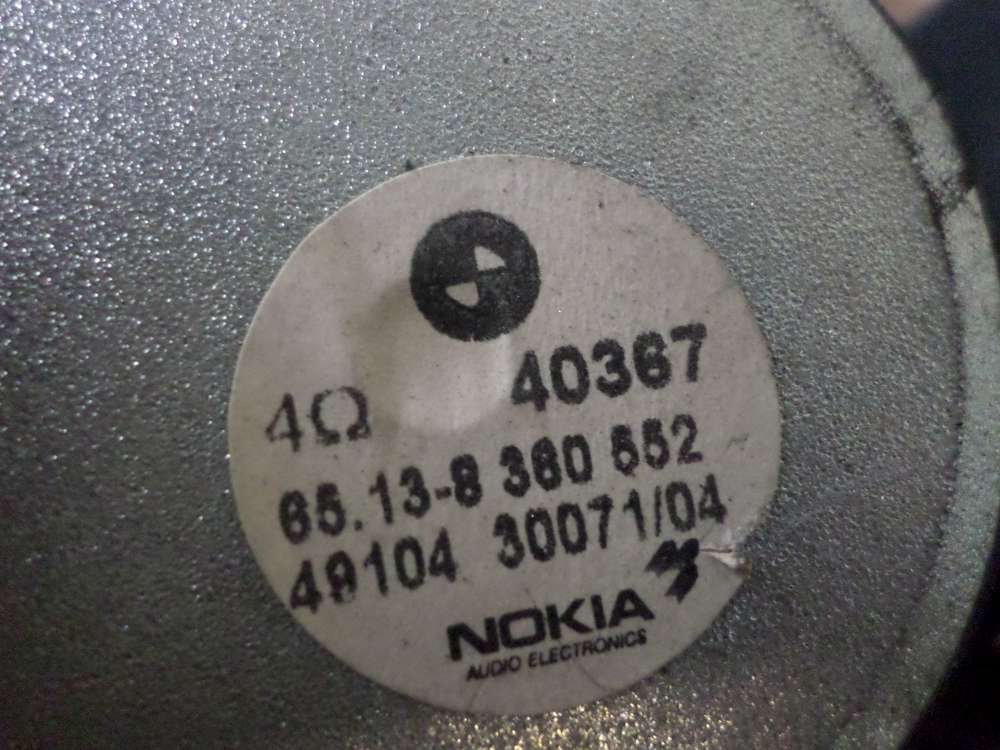 40367
4Ω
65.13-8 360 552
49104 30071/04
NOKIA
AUDIO ELECTRONICS